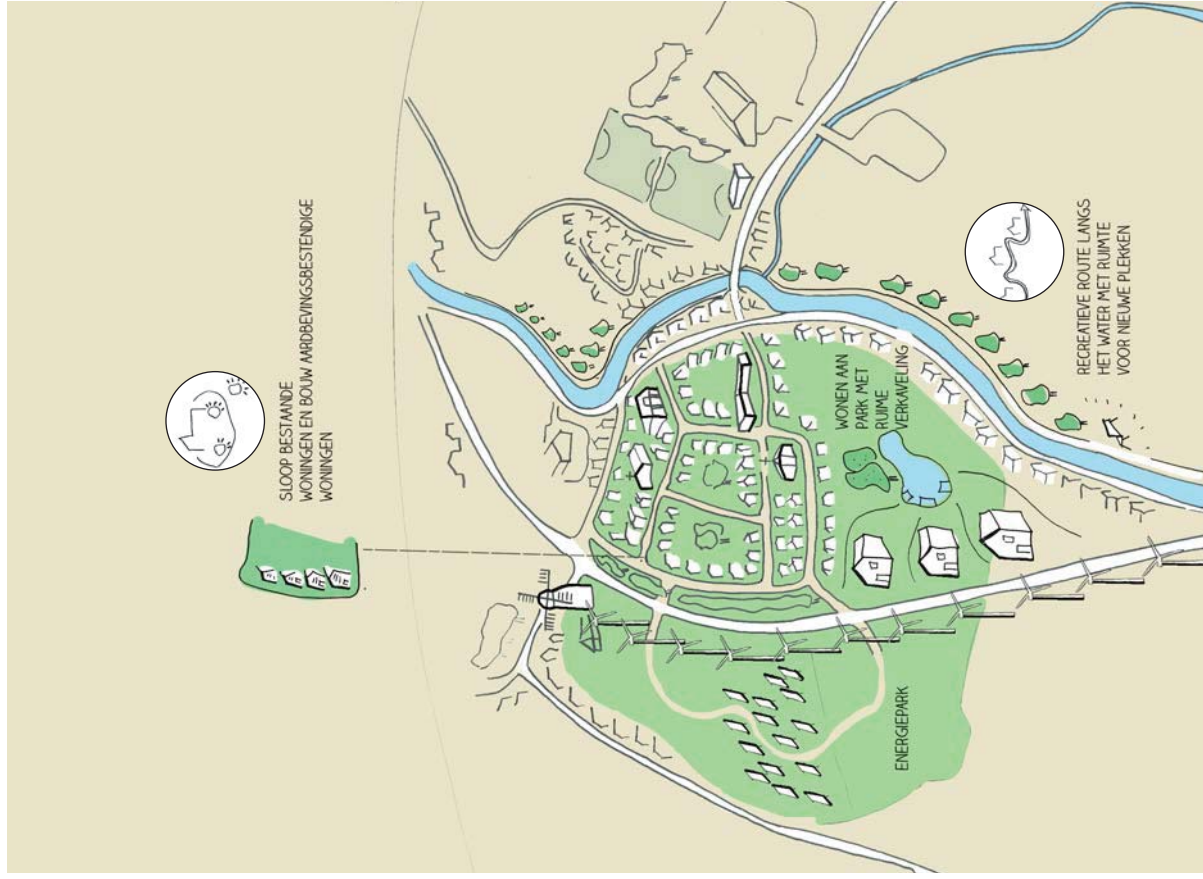 SLOOP BESTAANDE
WONINGEN EN BOUW AARDBEVINGSBESTENDIGE
WONINGEN
WONEN AAN
PARK MET
RUIME
VERKAVELING
RECREATIEVE ROUTE LANGS
HET WATER MET RUIMTE
VOOR NIEUWE PLEKKEN
ENERGIEPARK